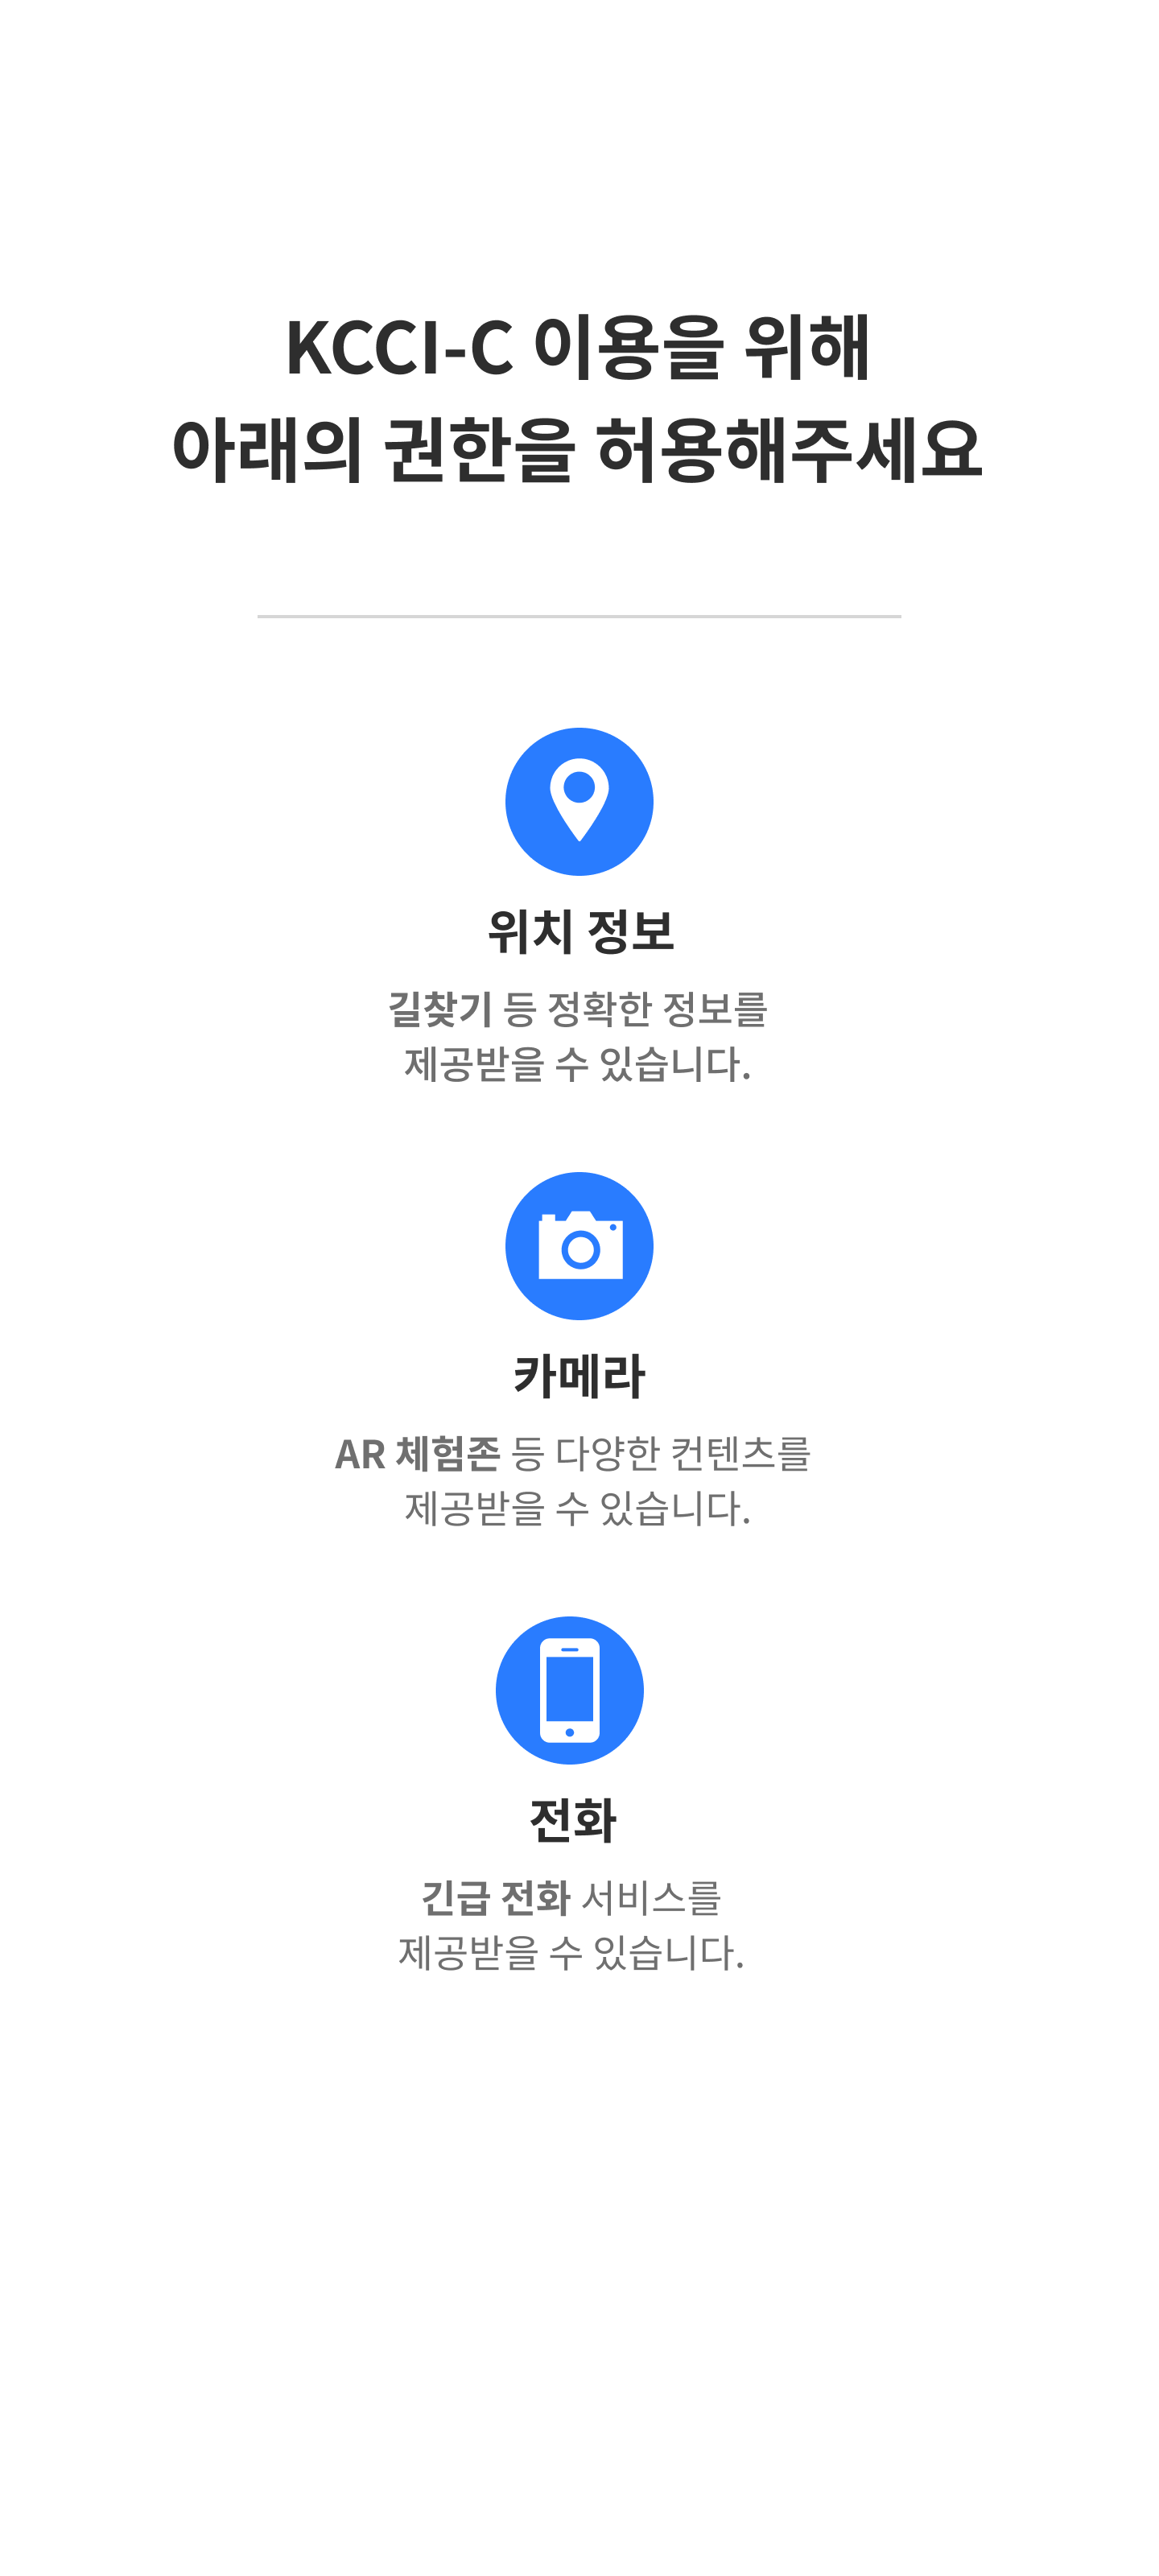 KCCI-C 이용을 위해
아래의 권한을 허용해주세요
위치 정보
길찾기 등 정확한 정보를
제공받을 수 있습니다.
카메라
AR 체험존 등 다양한 컨텐츠를
제공받을 수 있습니다.
전화
긴급 전화 서비스를
제공받을 수 있습니다.